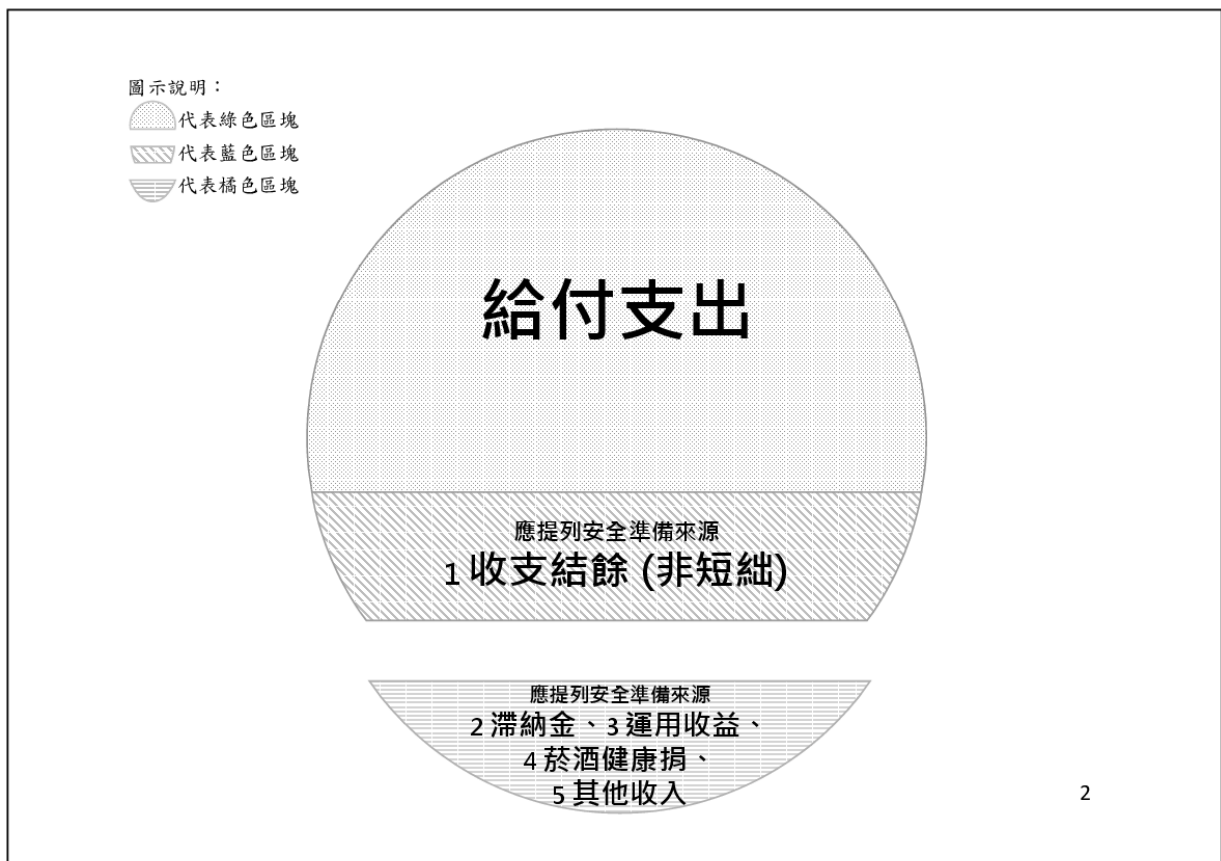 圖示說明：
代表綠色區塊
代表藍色區塊
代表橘色區塊
給付支出
應提列安全準備來源
1 收支結餘 (非短絀)
應提列安全準備來源
2 滯納金、3 運用收益、
4 菸酒健康捐、
5 其他收入
2